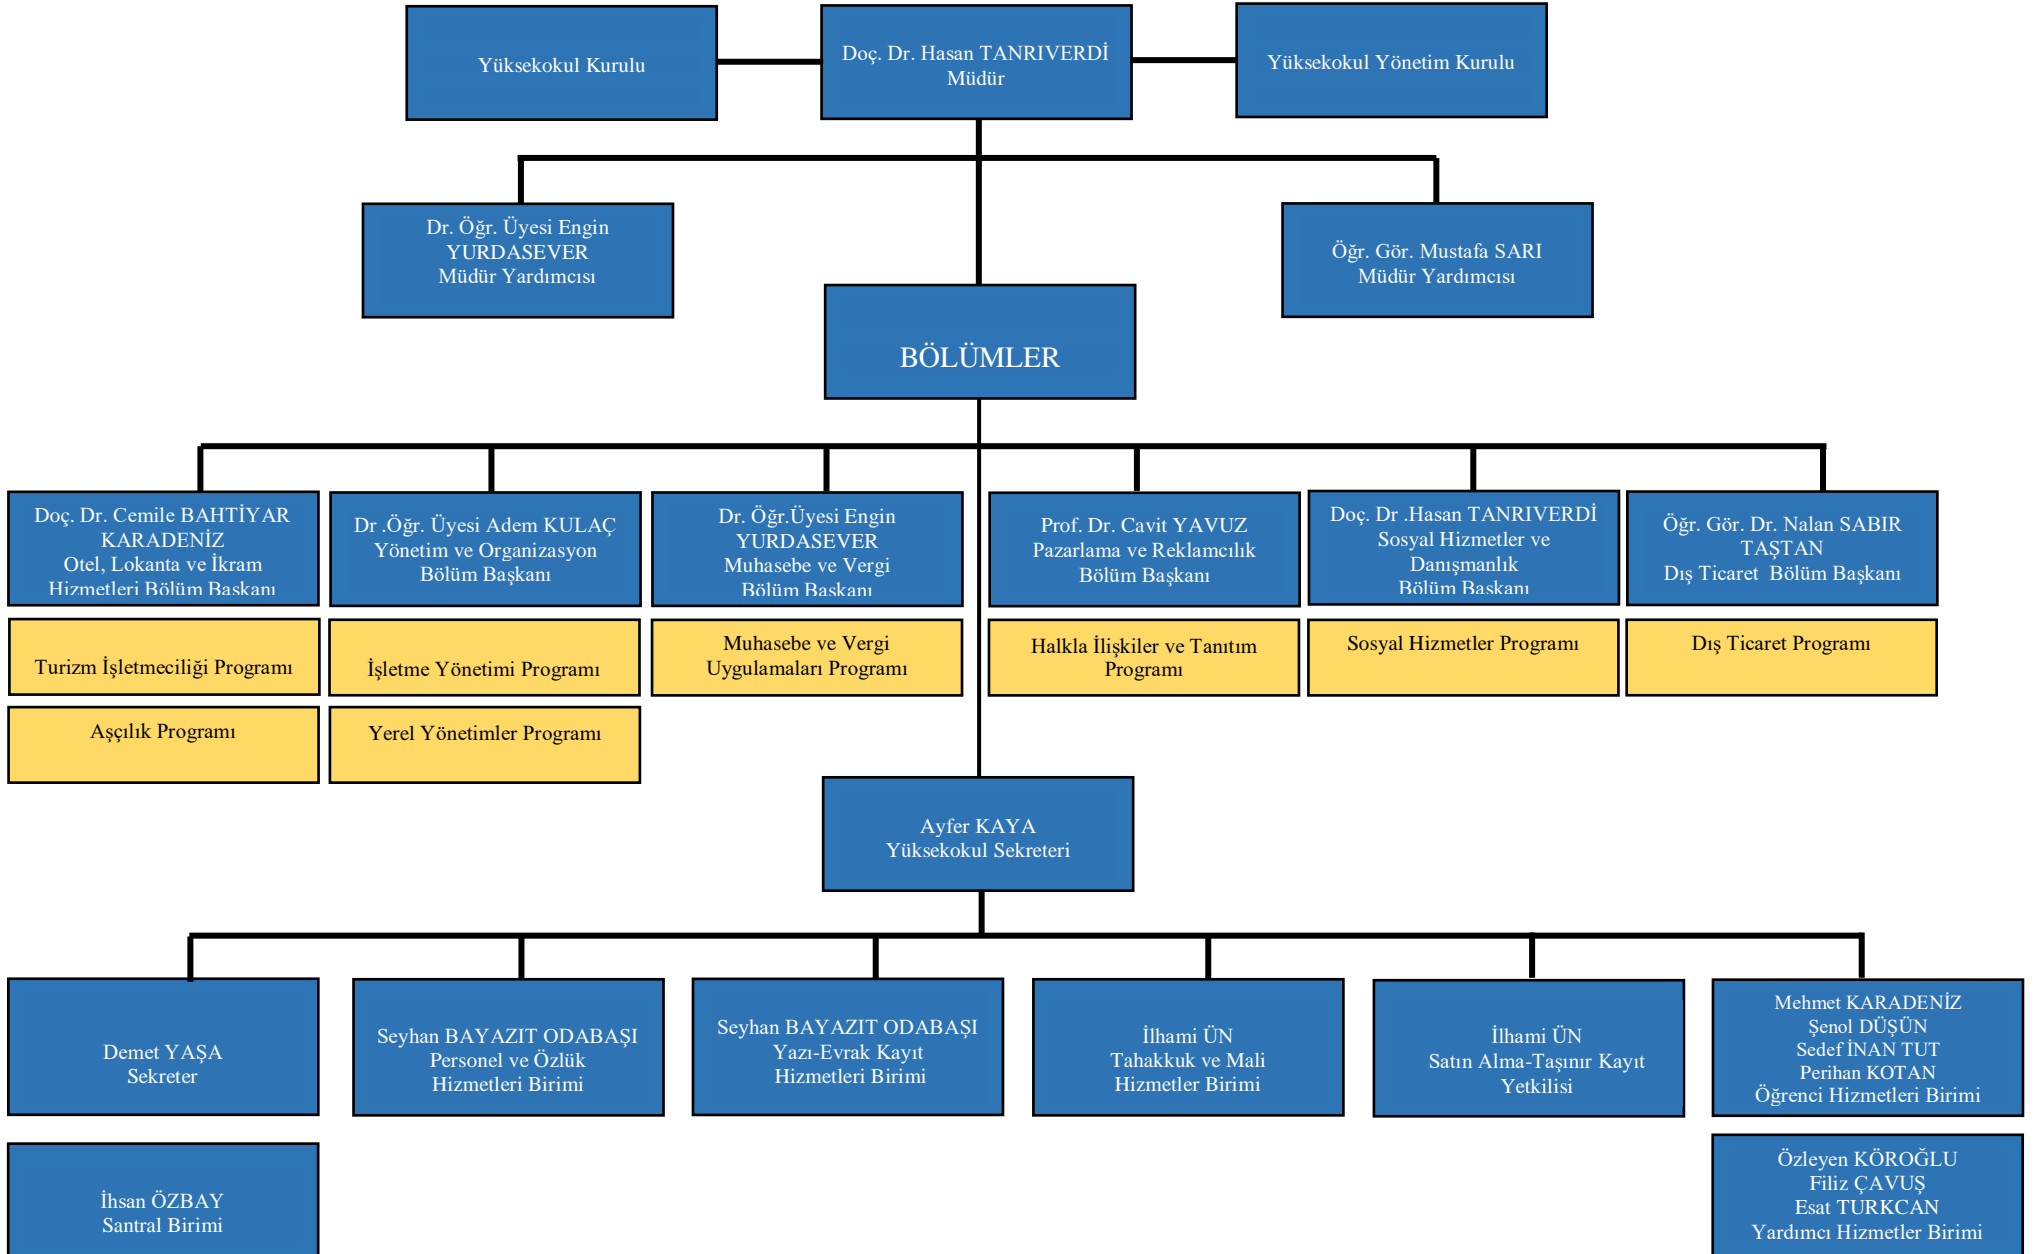 Yüksekokul Kurulu
Doç. Dr. Hasan TANRIVERDİ
Müdür
Yüksekokul Yönetim Kurulu
Dr. Öğr. Üyesi Engin
YURDASEVER
Müdür Yardımcısı
Öğr. Gör. Mustafa SARI
Müdür Yardımcısı
BÖLÜMLER
Doç. Dr. Cemile BAHTİYAR
KARADENİZ
Otel, Lokanta ve İkram
Hizmetleri Bölüm Başkanı
Dr .Öğr. Üyesi Adem KULAÇ
Yönetim ve Organizasyon
Bölüm Başkanı
Dr. Öğr.Üyesi Engin
YURDASEVER
Muhasebe ve Vergi
Bölüm Başkanı
Prof. Dr. Cavit YAVUZ
Pazarlama ve Reklamcılık
Bölüm Başkanı
Doç. Dr .Hasan TANRIVERDİ
Sosyal Hizmetler ve
Danışmanlık
Bölüm Başkanı
Öğr. Gör. Dr. Nalan SABIR
TAŞTAN
Dış Ticaret  Bölüm Başkanı
Turizm İşletmeciliği Programı
İşletme Yönetimi Programı
Muhasebe ve Vergi
Uygulamaları Programı
Halkla İlişkiler ve Tanıtım
Programı
Sosyal Hizmetler Programı
Dış Ticaret Programı
Aşçılık Programı
Yerel Yönetimler Programı
Ayfer KAYA
Yüksekokul Sekreteri
Demet YAŞA
Sekreter
Seyhan BAYAZIT ODABAŞI
Personel ve Özlük
Hizmetleri Birimi
Seyhan BAYAZIT ODABAŞI
Yazı-Evrak Kayıt
Hizmetleri Birimi
İlhami ÜN
Tahakkuk ve Mali
Hizmetler Birimi
İlhami ÜN
Satın Alma-Taşınır Kayıt
Yetkilisi
Mehmet KARADENİZ
Şenol DÜŞÜN
Sedef İNAN TUT
Perihan KOTAN
Öğrenci Hizmetleri Birimi
İhsan ÖZBAY
Santral Birimi
Özleyen KÖROĞLU
Filiz ÇAVUŞ
Esat TURKCAN
Yardımcı Hizmetler Birimi